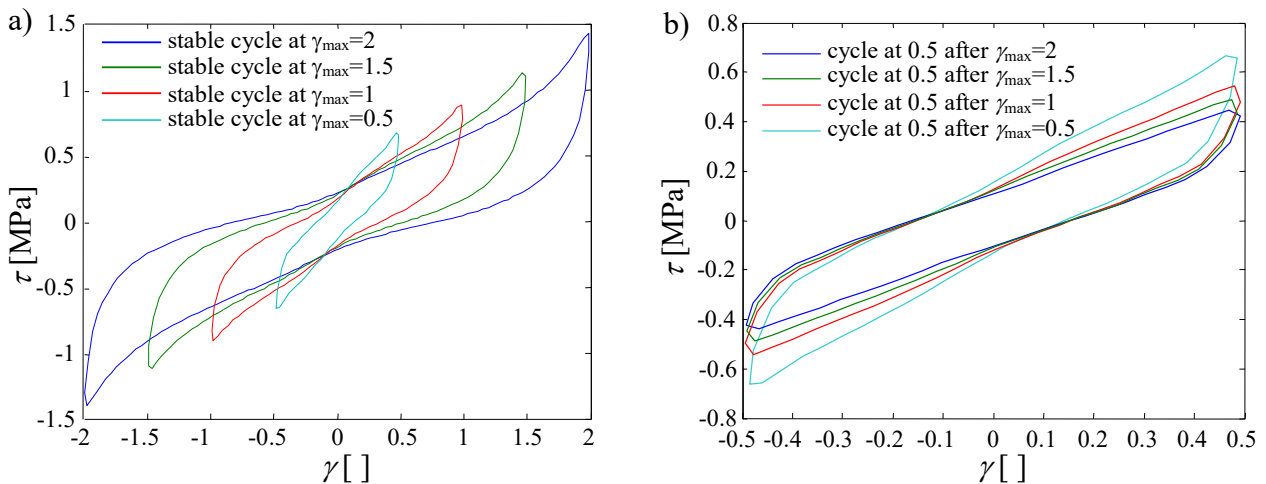 a)
stable cycle at γmax=2
stable cycle at γmax=1.5
stable cycle at γmax=1
stable cycle at γmax=0.5
1.5
1
0.5
0
-0.5
-1
-1.5
τ [MPa]
-2 -1.5 -1 -0.5 0 0.5 1 1.5 2
γ [ ]
b)
cycle at 0.5 after γmax=2
cycle at 0.5 after γmax=1.5
cycle at 0.5 after γmax=1
cycle at 0.5 after γmax=0.5
0.8
0.6
0.4
0.2
0
-0.2
-0.4
-0.6
-0.8
τ [MPa]
-0.5 -0.4 -0.3 -0.2 -0.1 0 0.1 0.2 0.3 0.4 0.5
γ [ ]